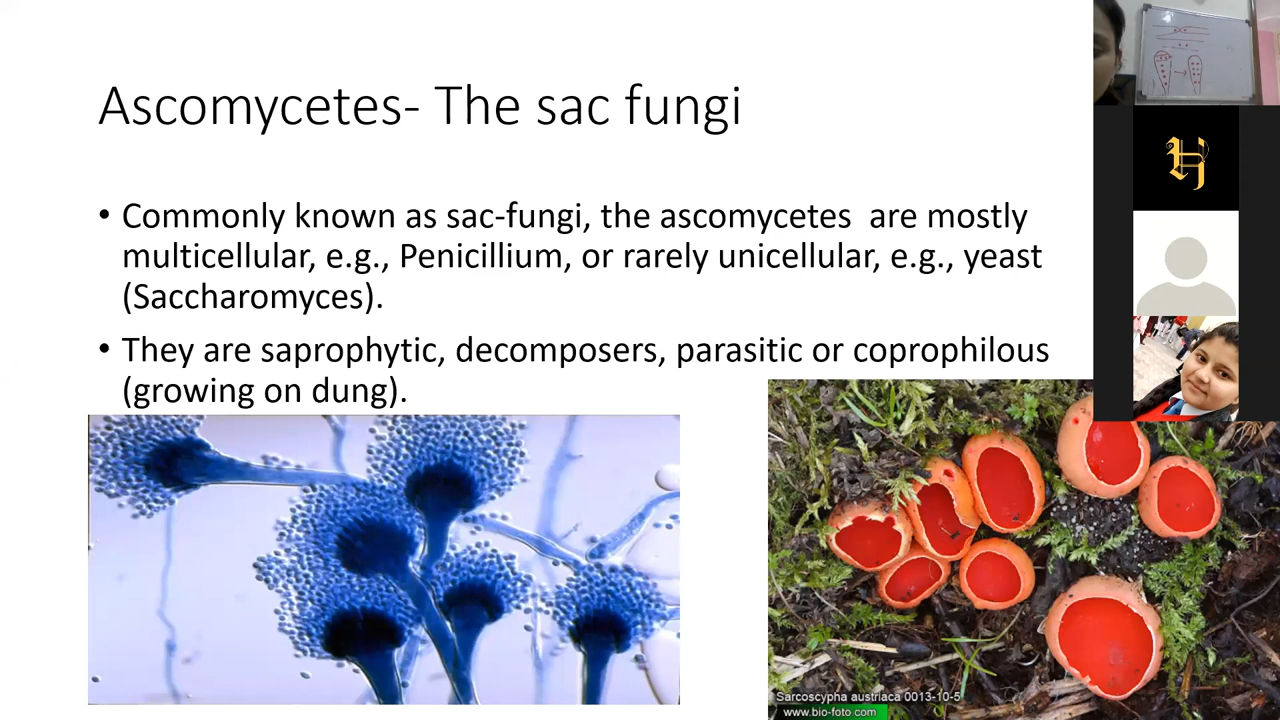 Ascomycetes- The sac fungi
• Commonly known as sac-fungi, the ascomycetes  are mostly
multicellular, e.g., Penicillium, or rarely unicellular, e.g., yeast
(Saccharomyces).
• They are saprophytic, decomposers, parasitic or coprophilous
(growing on dung).
Sarcoscypha austriaca 0013-10-5
www.bio-foto.com